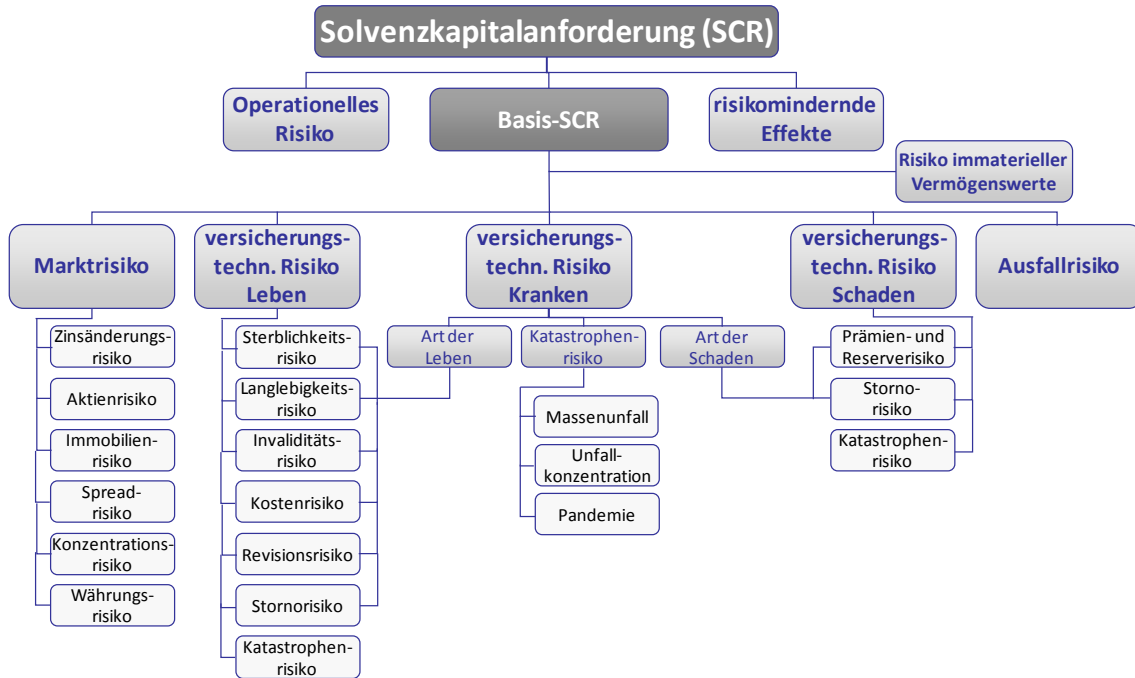 Solvenzkapitalanforderung (SCR)
Operationelles
Risiko
Basis-SCR
risikomindernde
Effekte
Risiko immaterieller
Vermögenswerte
Marktrisiko
versicherungs-
techn. Risiko
Leben
versicherungs-
techn. Risiko
Kranken
versicherungs-
techn. Risiko
Schaden
Ausfallrisiko
Zinsänderungs-
risiko
Aktienrisiko
Immobilien-
risiko
Spread-
risiko
Konzentrations-
risiko
Währungs-
risiko
Sterblichkeits-
risiko
Langlebigkeits-
risiko
Invaliditäts-
risiko
Kostenrisiko
Revisionsrisiko
Stornorisiko
Katastrophen-
risiko
Art der
Leben
Katastrophen-
risiko
Art der
Schaden
Massenunfall
Unfall-
konzentration
Pandemie
Prämien- und
Reserverisiko
Storno-
risiko
Katastrophen-
risiko